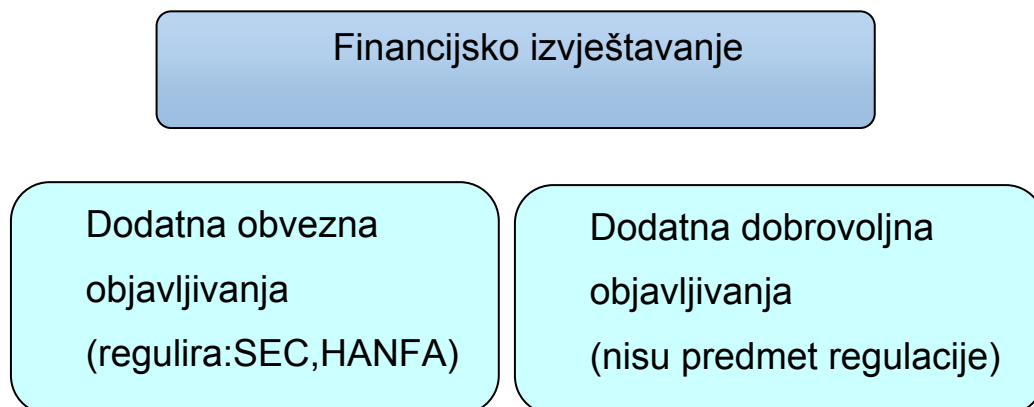 Financijsko izvještavanje
Dodatna obvezna
objavljivanja
(regulira:SEC,HANFA)
Dodatna dobrovoljna
objavljivanja
(nisu predmet regulacije)